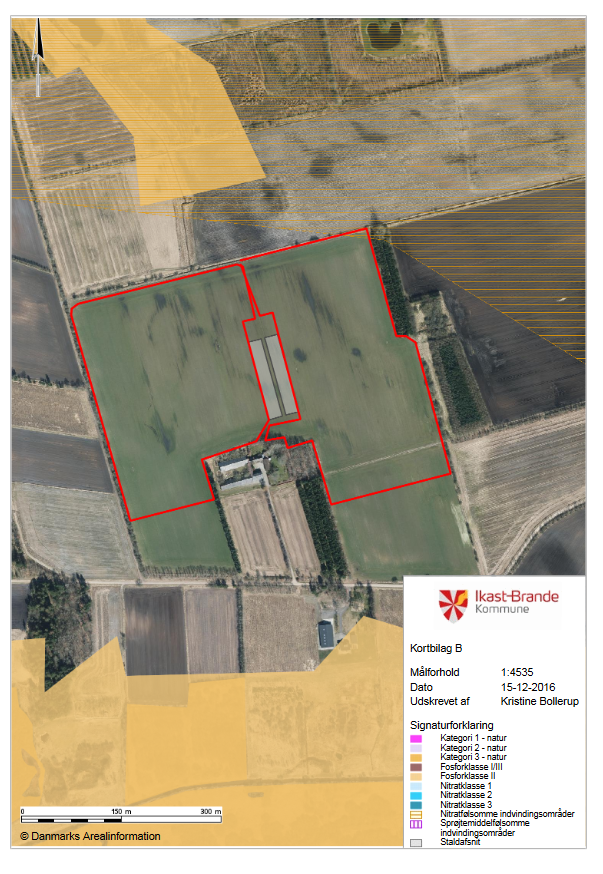 Ikast-Brande
Kommune
Kortbilag B
Målforhold 1:4535
Dato 15-12-2016
Udskrevet af Kristine Bollerup
Signaturforklaring
Kategori 1 - natur
Kategori 2 - natur
Kategori 3 - natur
Fosforklasse I/III
Fosforklasse II
Nitratklasse 1
Nitratklasse 2
Nitratklasse 3
Nitratfølsomme indvindingsområder
Sprøjtemiddelfølsomme
indvindingsområder
Staldafsnit
0 150 m 300 m
© Danmarks Arealinformation